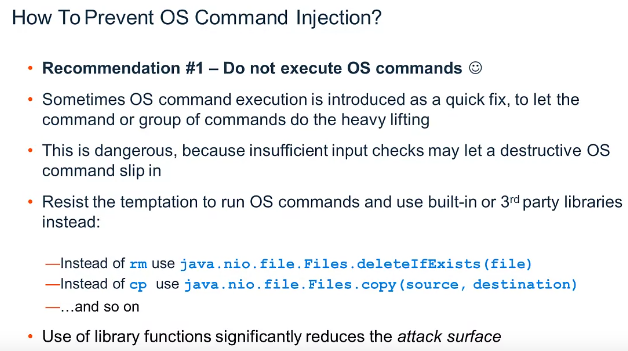 How To Prevent OS Command Injection?
• Recommendation #1 – Do not execute OS commands ☺
• Sometimes OS command execution is introduced as a quick fix, to let the
command or group of commands do the heavy lifting
• This is dangerous, because insufficient input checks may let a destructive OS
command slip in
• Resist the temptation to run OS commands and use built-in or 3rd party libraries
instead:
—Instead of rm use java.nio.file.Files.deleteIfExists(file)
—Instead of cp use java.nio.file.Files.copy(source, destination)
—…and so on
• Use of library functions significantly reduces the attack surface